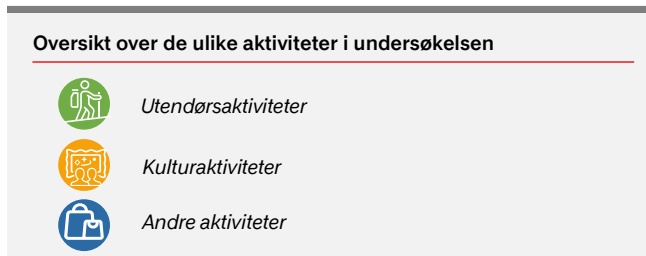 Oversikt over de ulike aktiviteter i undersøkelsen
Utendørsaktiviteter
Kulturaktiviteter
Andre aktiviteter